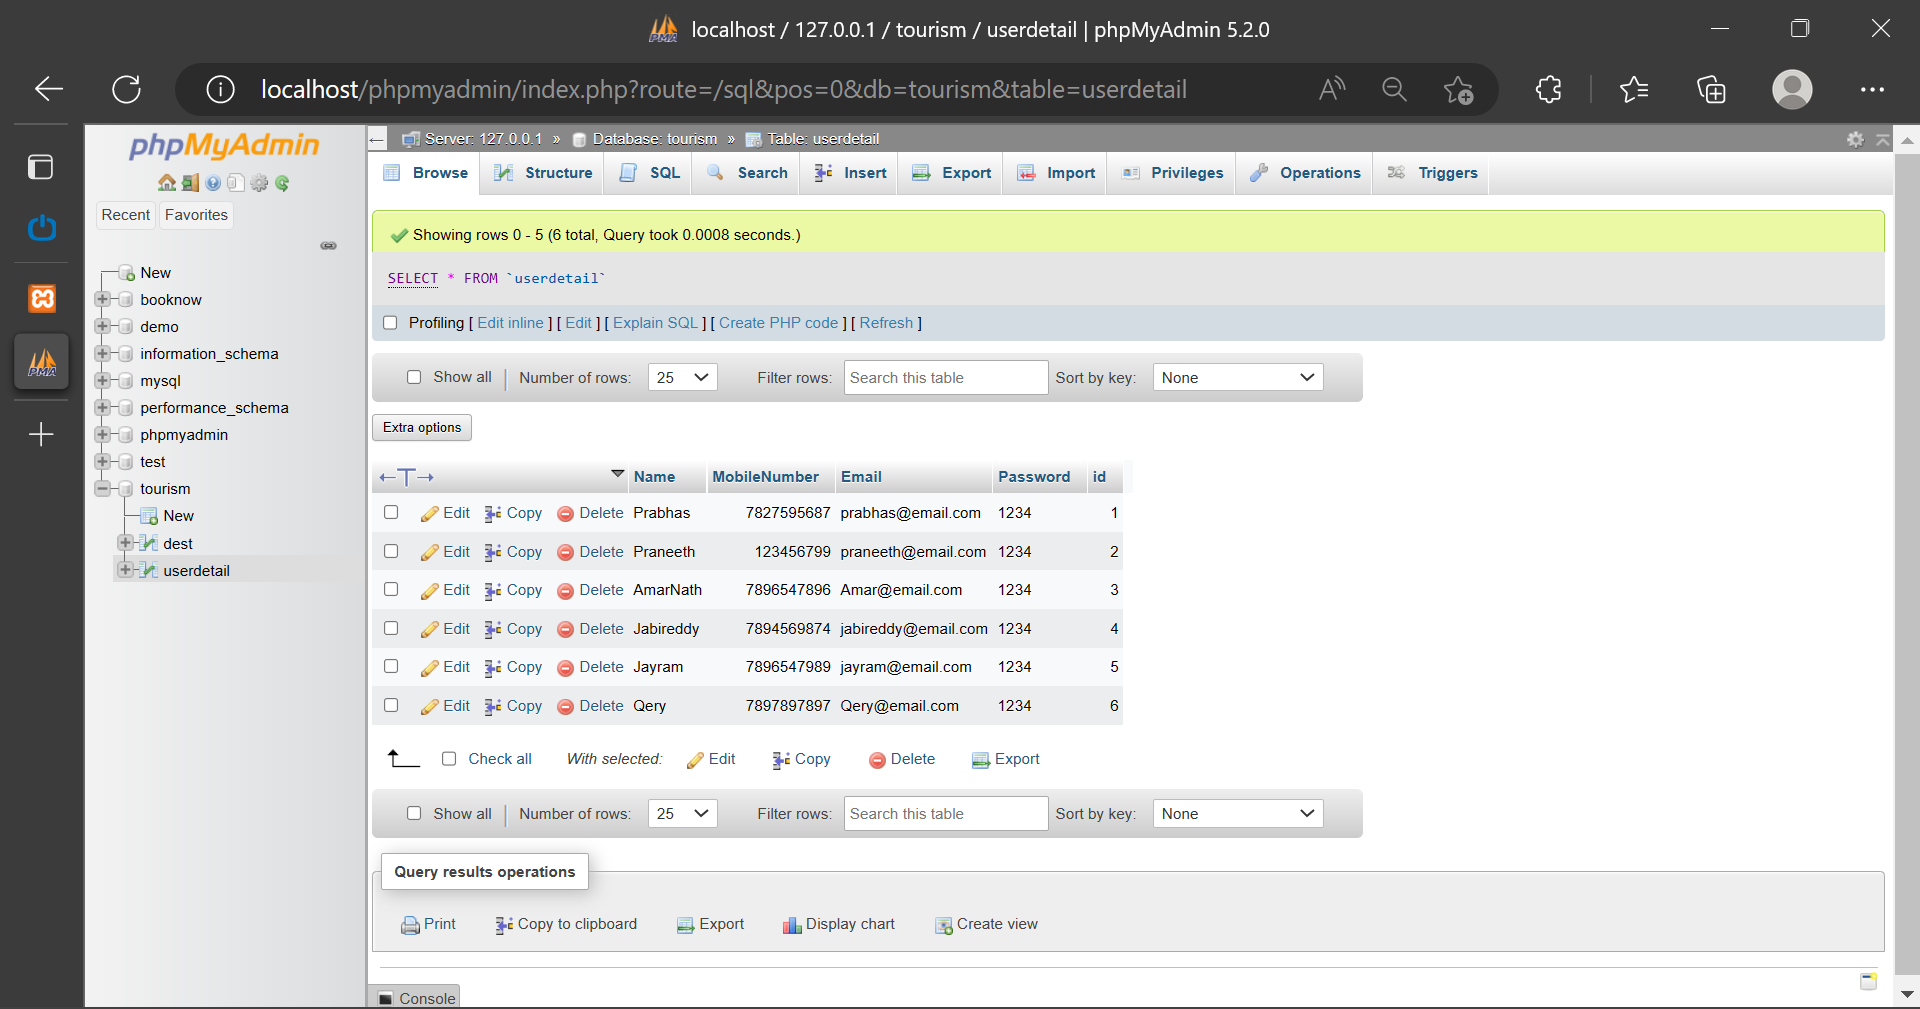 localhost / 127.0.0.1 / tourism / userdetail | phpMyAdmin 5.2.0
localhost/phpmyadmin/index.php?route=/sql&pos=0&db=tourism&table=userdetail
phpMyAdmin
Recent Favorites
New
booknow
demo
information_schema
mysql
performance_schema
phpmyadmin
test
tourism
New
dest
userdetail
Server: 127.0.0.1 » Database: tourism » Table: userdetail
Browse Structure SQL Search Insert Export Import Privileges Operations Triggers
Showing rows 0 - 5 (6 total, Query took 0.0008 seconds.)
SELECT * FROM `userdetail`
Profiling [ Edit inline ] [ Edit ] [ Explain SQL ] [ Create PHP code ] [ Refresh ]
Show all | Number of rows: 25 Filter rows: Search this table Sort by key: None
Extra options
Name MobileNumber Email Password id
Edit Copy Delete Prabhas 7827595687 prabhas@email.com 1234 1
Edit Copy Delete Praneeth 123456799 praneeth@email.com 1234 2
Edit Copy Delete AmarNath 7896547896 Amar@email.com 1234 3
Edit Copy Delete Jabireddy 7894569874 jabireddy@email.com 1234 4
Edit Copy Delete Jayram 7896547989 jayram@email.com 1234 5
Edit Copy Delete Qery 7897897897 Qery@email.com 1234 6
Check all With selected: Edit Copy Delete Export
Show all | Number of rows: 25 Filter rows: Search this table Sort by key: None
Query results operations
Print Copy to clipboard Export Display chart Create view
Console